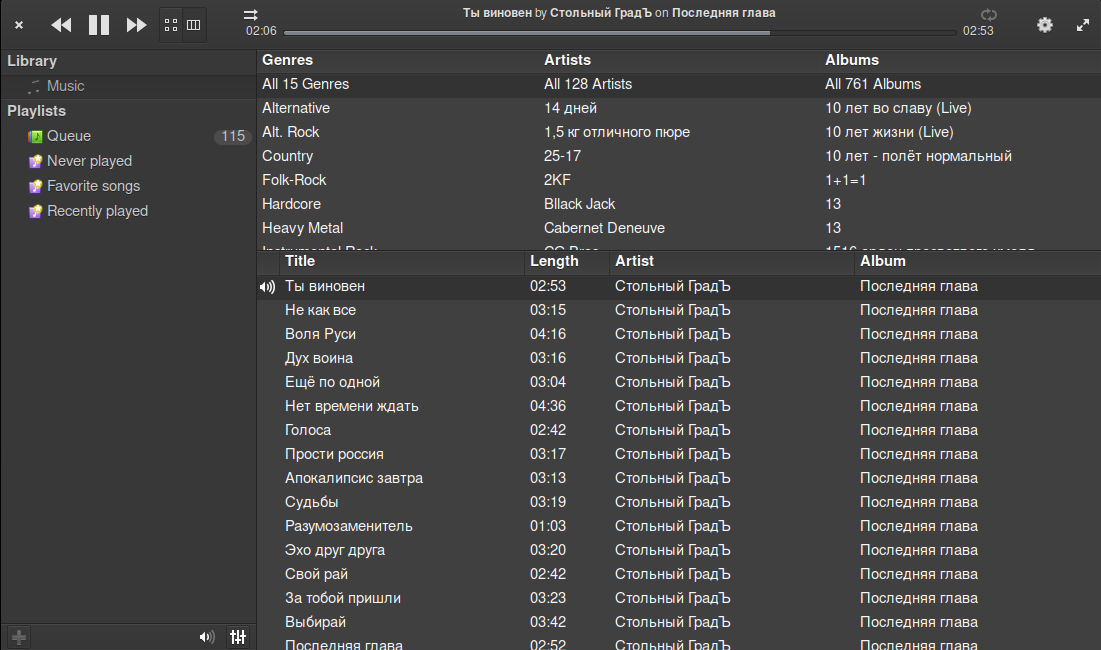 Ты виновен by Стольный ГрадЪ on Последняя глава
02:06 02:53
Library
Music
Playlists
Queue 115
Never played
Favorite songs
Recently played
Genres Artists Albums
All 15 Genres All 128 Artists All 761 Albums
Alternative 14 дней 10 лет во славу (Live)
Alt. Rock 1,5 кг отличного пюре 10 лет жизни (Live)
Country 25-17 10 лет - полёт нормальный
Folk-Rock 2KF 1+1=1
Hardcore Bllack Jack 13
Heavy Metal Cabernet Deneuve 13
Instrumental Rock
Title Length Artist Album
Ты виновен 02:53 Стольный ГрадЪ Последняя глава
Не как все 03:15 Стольный ГрадЪ Последняя глава
Воля Руси 04:16 Стольный ГрадЪ Последняя глава
Дух воина 03:16 Стольный ГрадЪ Последняя глава
Ещё по одной 03:04 Стольный ГрадЪ Последняя глава
Нет времени ждать 04:36 Стольный ГрадЪ Последняя глава
Голоса 02:42 Стольный ГрадЪ Последняя глава
Прости россия 03:17 Стольный ГрадЪ Последняя глава
Апокалипсис завтра 03:13 Стольный ГрадЪ Последняя глава
Судьбы 03:19 Стольный ГрадЪ Последняя глава
Разумозаменитель 01:03 Стольный ГрадЪ Последняя глава
Эхо друг друга 03:20 Стольный ГрадЪ Последняя глава
Свой рай 02:42 Стольный ГрадЪ Последняя глава
За тобой пришли 03:23 Стольный ГрадЪ Последняя глава
Выбирай 03:42 Стольный ГрадЪ Последняя глава
Последняя глава 02:52 Стольный ГрадЪ Последняя глава